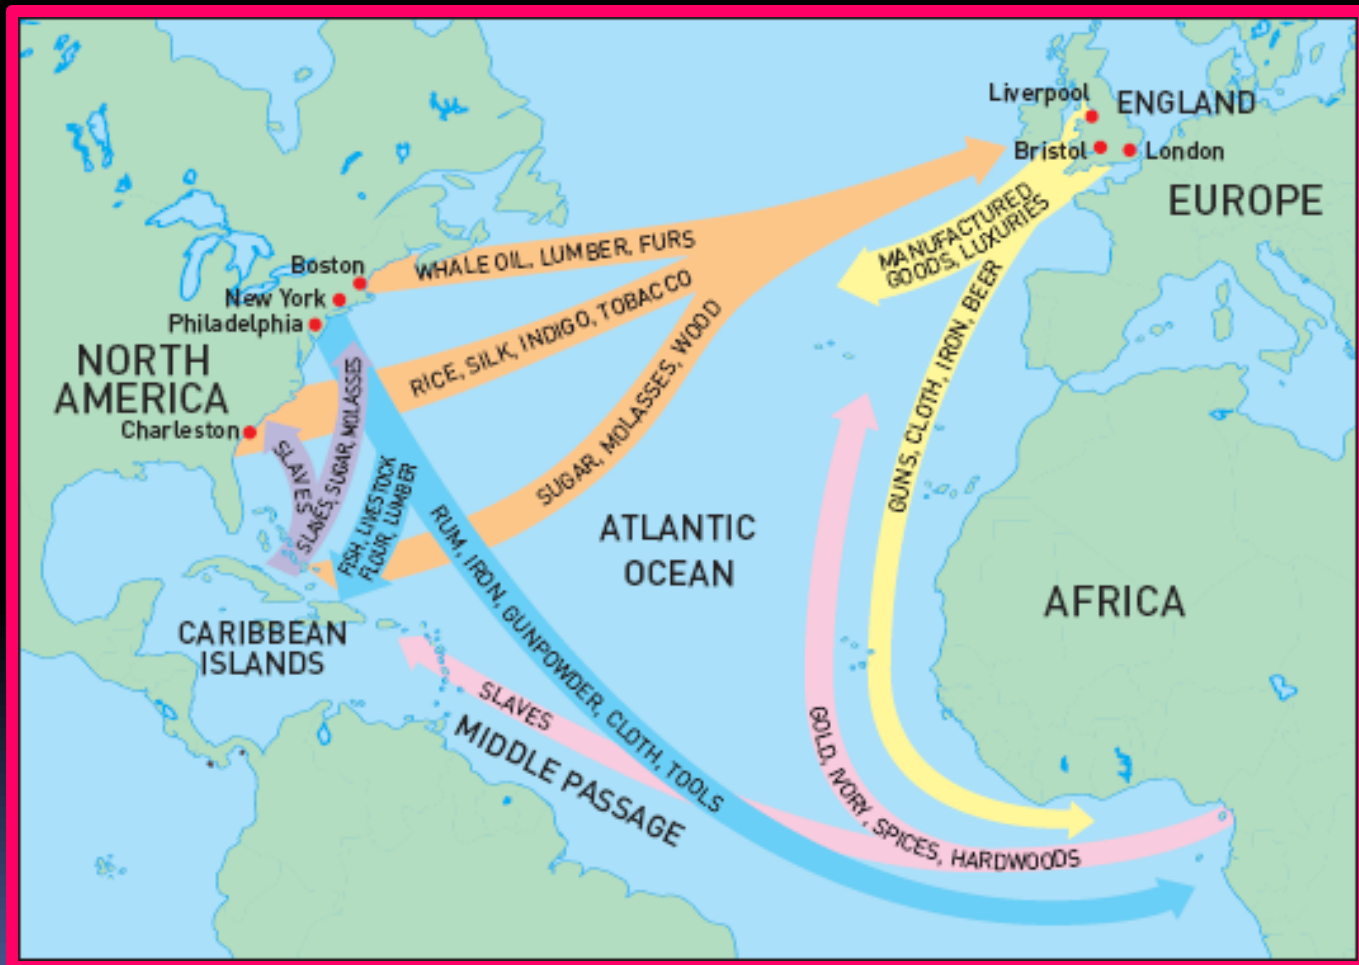 Liverpool
ENGLAND
Bristol
London
EUROPE
MANUFACTURED
GOODS, LUXURIES
WHALE OIL, LUMBER, FURS
Boston
New York
Philadelphia
RICE, SILK, INDIGO, TOBACCO
GUNS, CLOTH, IRON, BEER
NORTH
AMERICA
SUGAR, MOLASSES, WOOD
Charleston
SLAVES
SLAVES, SUGAR, MOLASSES
FISH, LIVESTOCK
FLOUR, LUMBER
RUM, IRON, GUNPOWDER, CLOTH, TOOLS
ATLANTIC
OCEAN
AFRICA
CARIBBEAN
ISLANDS
SLAVES
MIDDLE PASSAGE
GOLD, IVORY, SPICES, HARDWOODS